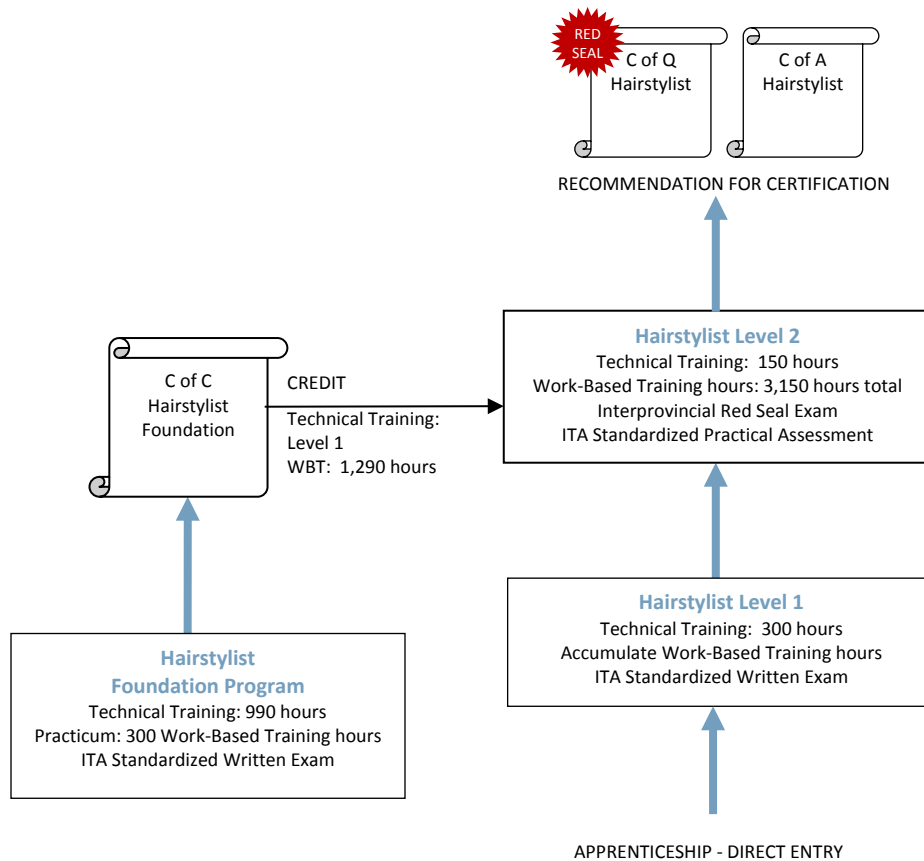 RED
SEAL
C of Q
Hairstylist
C of A
Hairstylist
RECOMMENDATION FOR CERTIFICATION
Hairstylist Level 2
Technical Training: 150 hours
Work-Based Training hours: 3,150 hours total
Interprovincial Red Seal Exam
ITA Standardized Practical Assessment
C of C
Hairstylist
Foundation
CREDIT
Technical Training:
Level 1
WBT: 1,290 hours
Hairstylist Level 1
Technical Training: 300 hours
Accumulate Work-Based Training hours
ITA Standardized Written Exam
Hairstylist
Foundation Program
Technical Training: 990 hours
Practicum: 300 Work-Based Training hours
ITA Standardized Written Exam
APPRENTICESHIP - DIRECT ENTRY